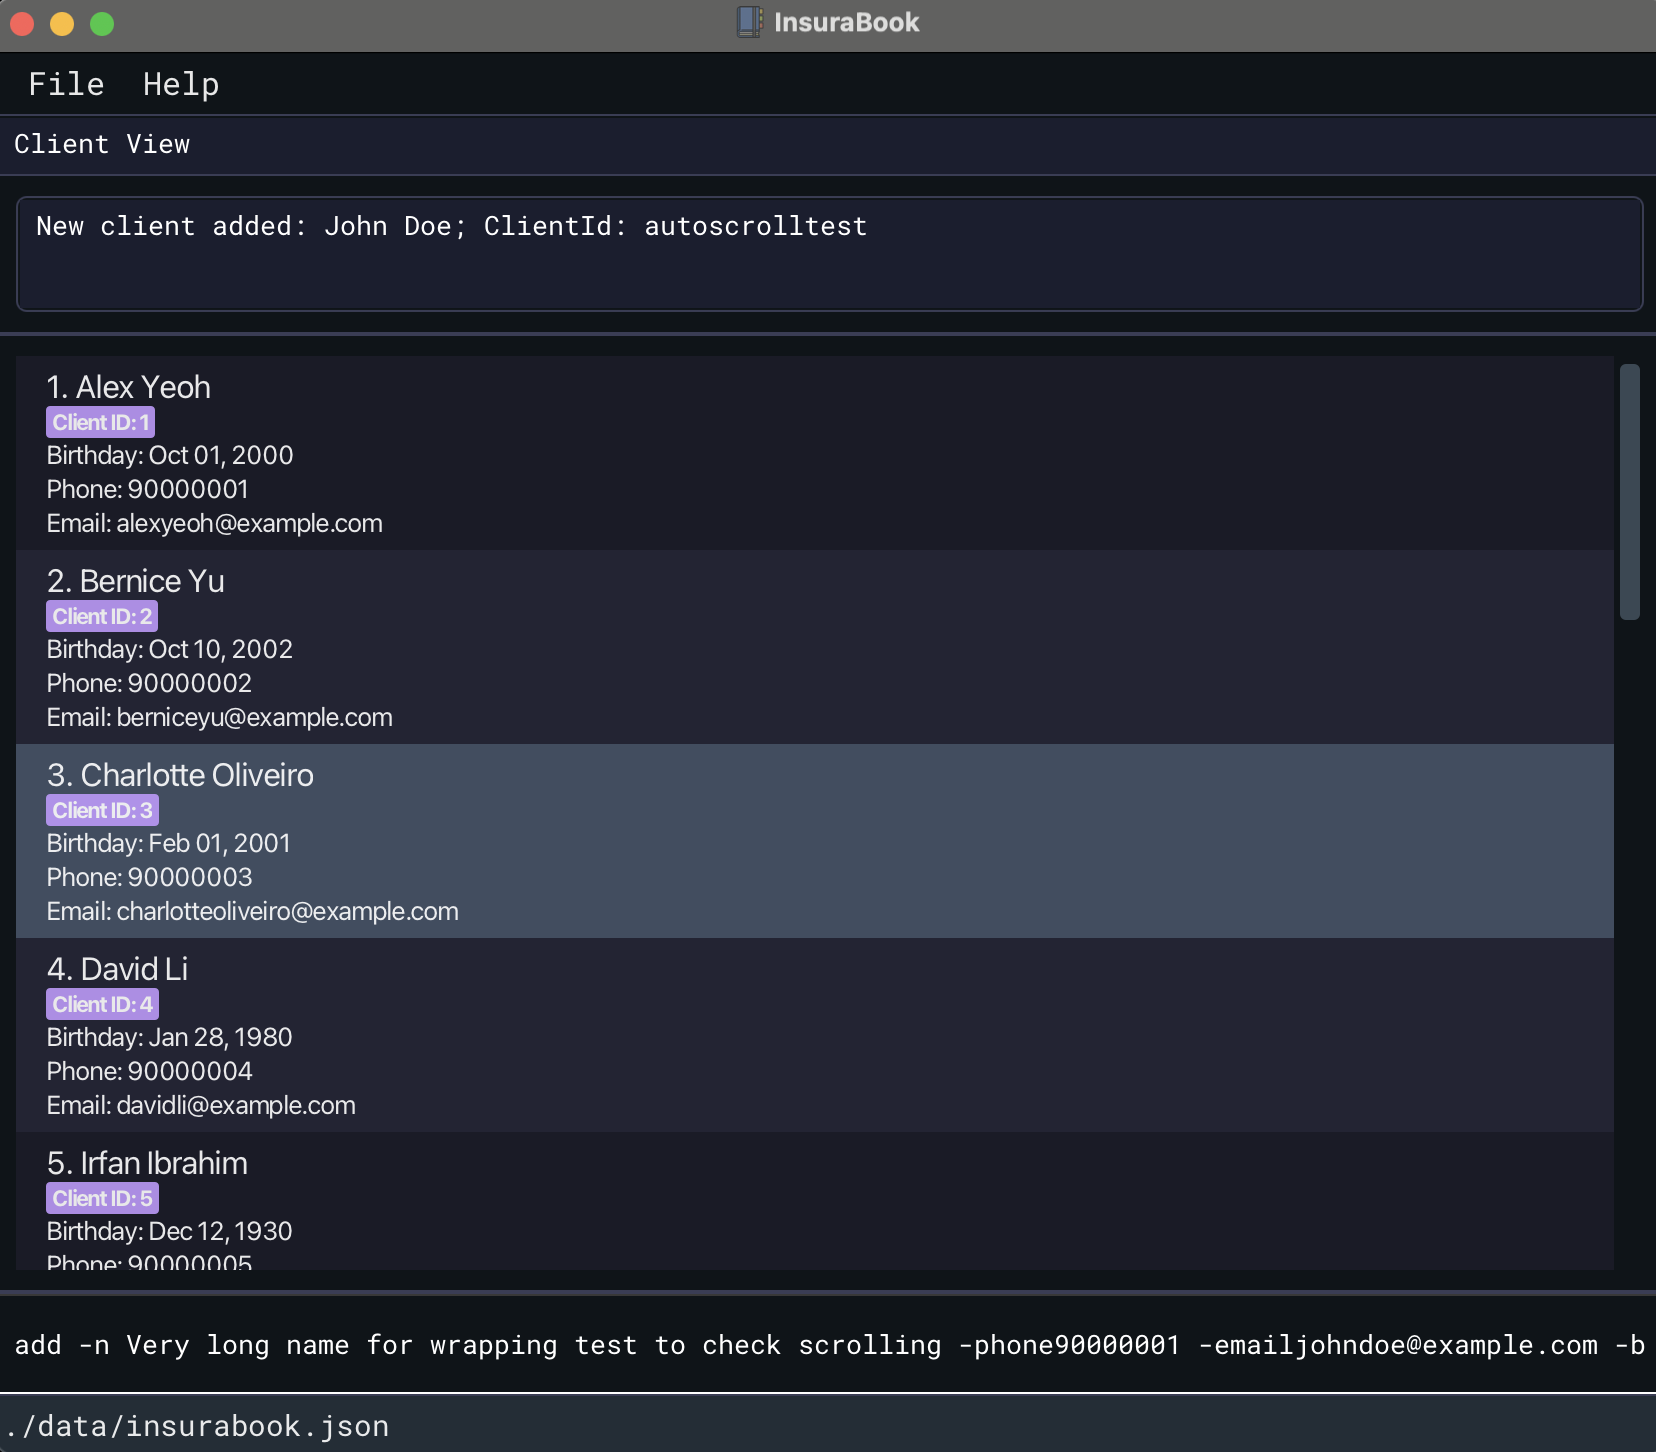 InsuraBook
File Help
Client View
New client added: John Doe; ClientId: autoscrolltest
1. Alex Yeoh
Client ID: 1
Birthday: Oct 01, 2000
Phone: 90000001
Email: alexyeoh@example.com
2. Bernice Yu
Client ID: 2
Birthday: Oct 10, 2002
Phone: 90000002
Email: berniceyu@example.com
3. Charlotte Oliveiro
Client ID: 3
Birthday: Feb 01, 2001
Phone: 90000003
Email: charlotteoliveiro@example.com
4. David Li
Client ID: 4
Birthday: Jan 28, 1980
Phone: 90000004
Email: davidli@example.com
5. Irfan Ibrahim
Client ID: 5
Birthday: Dec 12, 1930
Phone: 90000005
add -n Very long name for wrapping test to check scrolling -phone90000001 -emailjohndoe@example.com -b
./data/insurabook.json